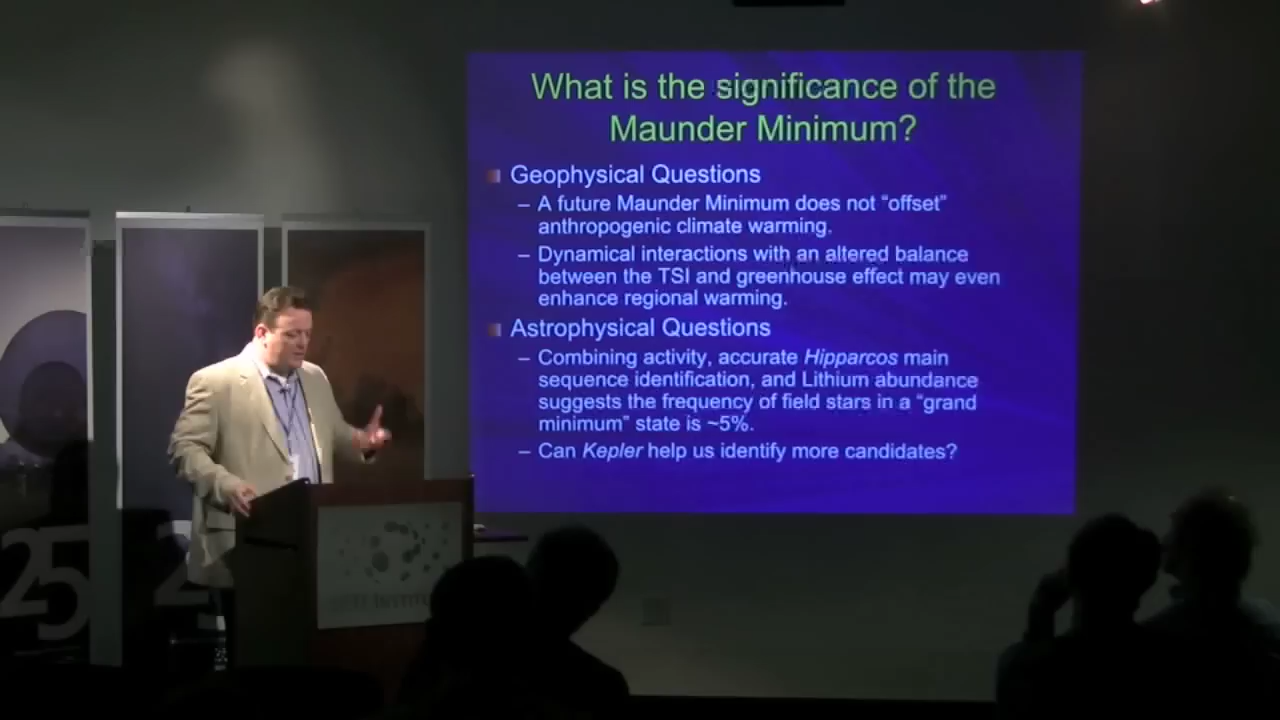 What is the significance of the
Maunder Minimum?
Geophysical Questions
– A future Maunder Minimum does not “offset”
anthropogenic climate warming.
– Dynamical interactions with an altered balance
between the TSI and greenhouse effect may even
enhance regional warming.
Astrophysical Questions
– Combining activity, accurate Hipparcos main
sequence identification, and Lithium abundance
suggests the frequency of field stars in a “grand
minimum” state is ~5%.
– Can Kepler help us identify more candidates?
25